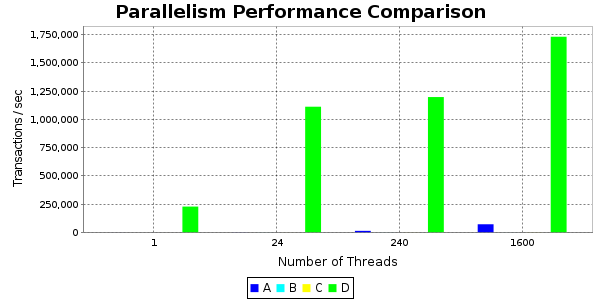 Parallelism Performance Comparison
1,750,000
1,500,000
1,250,000
1,000,000
750,000
500,000
250,000
0
Transactions / sec
1 24 240 1600
Number of Threads
A B C D